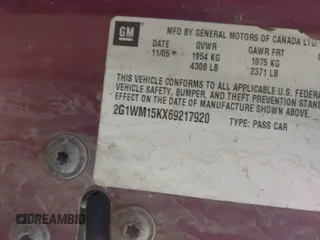 GM
MFD BY GENERAL MOTORS OF CANADA LTD.
DATE GVWR GAWR FRT
11/05 1954 KG 1075 KG
4308 LB 2371 LB
THIS VEHICLE CONFORMS TO ALL APPLICABLE U.S. FEDERA
VEHICLE SAFETY, BUMPER, AND THEFT PREVENTION STANDA
EFFECT ON THE DATE OF MANUFACTURE SHOWN ABOVE.
2G1WM15KX69217920 TYPE: PASS CAR
DREAMBID